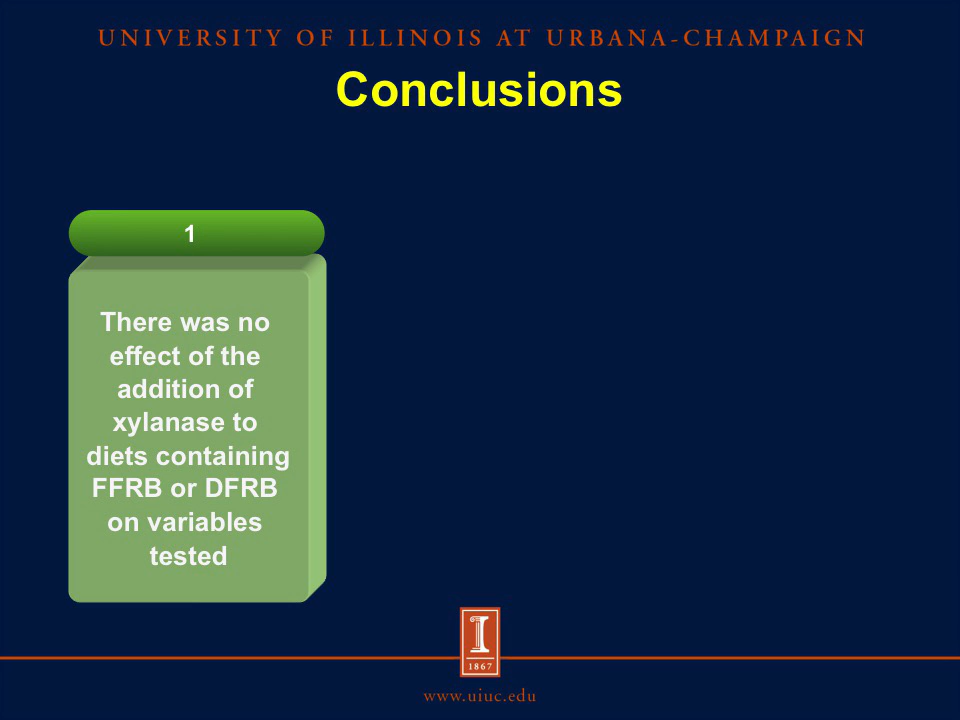 UNIVERSITY OF ILLINOIS AT URBANA-CHAMPAIGN
Conclusions
1
There was no
effect of the
addition of
xylanase to
diets containing
FFRB or DFRB
on variables
tested
I
1867
www.uiuc.edu